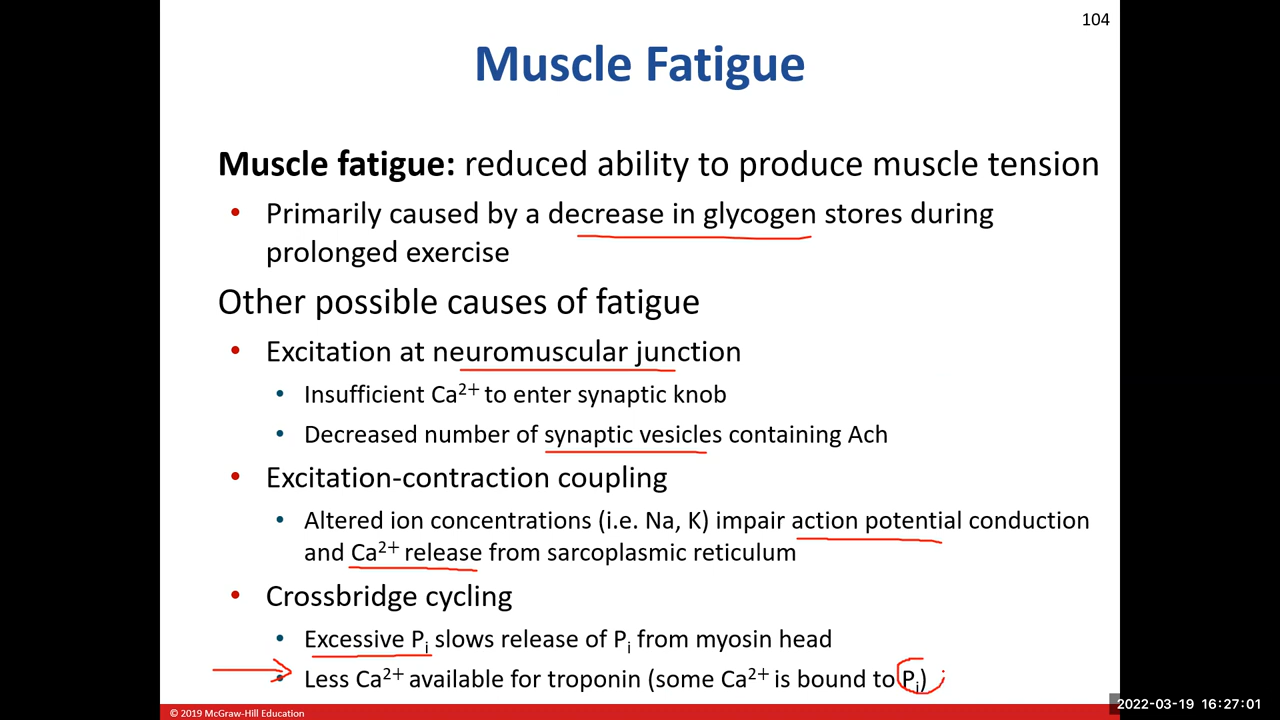 104
Muscle Fatigue
Muscle fatigue: reduced ability to produce muscle tension
• Primarily caused by a decrease in glycogen stores during
prolonged exercise
Other possible causes of fatigue
• Excitation at neuromuscular junction
• Insufficient Ca²⁺ to enter synaptic knob
• Decreased number of synaptic vesicles containing Ach
• Excitation-contraction coupling
• Altered ion concentrations (i.e. Na, K) impair action potential conduction
and Ca²⁺ release from sarcoplasmic reticulum
• Crossbridge cycling
• Excessive Pᵢ slows release of Pᵢ from myosin head
• Less Ca²⁺ available for troponin (some Ca²⁺ is bound to Pᵢ)
© 2019 McGraw-Hill Education
2022-03-19 16:27:01